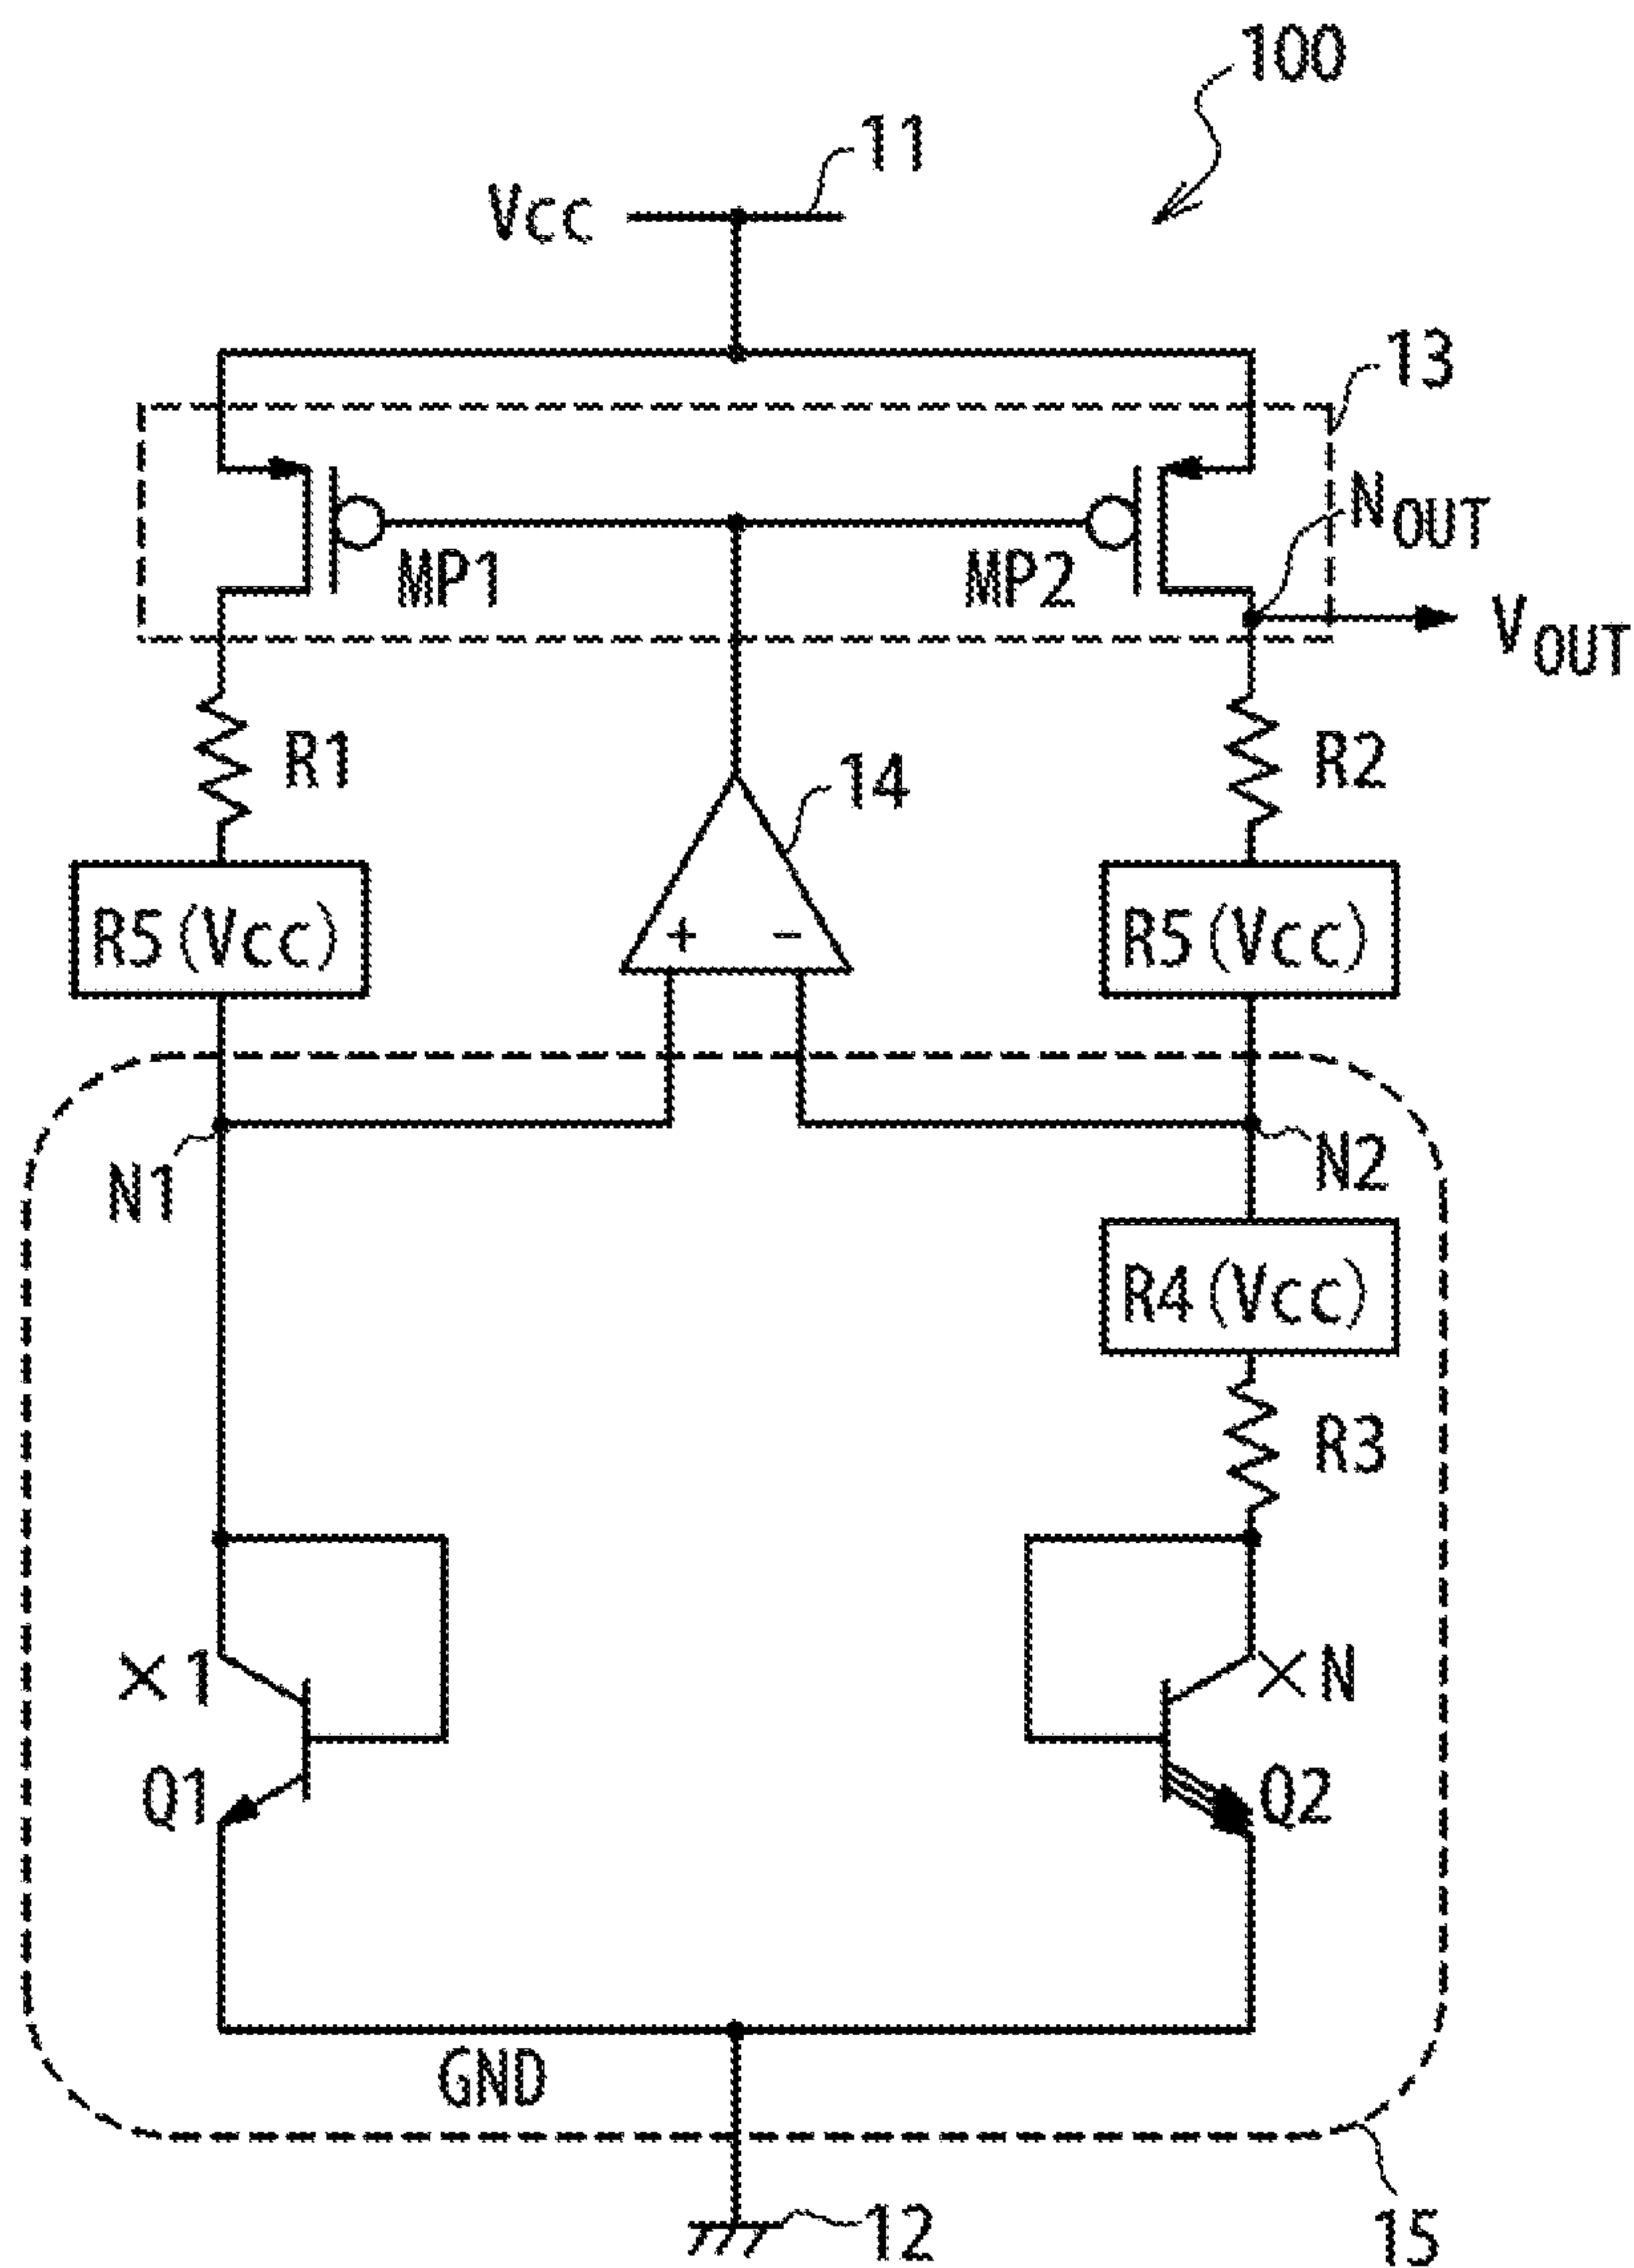 100
11
Vcc
13
NOUT
MP1
MP2
VOUT
R1
R2
14
R5(Vcc)
+ -
R5(Vcc)
N1
N2
R4(Vcc)
R3
×1
×N
Q1
Q2
GND
12
15